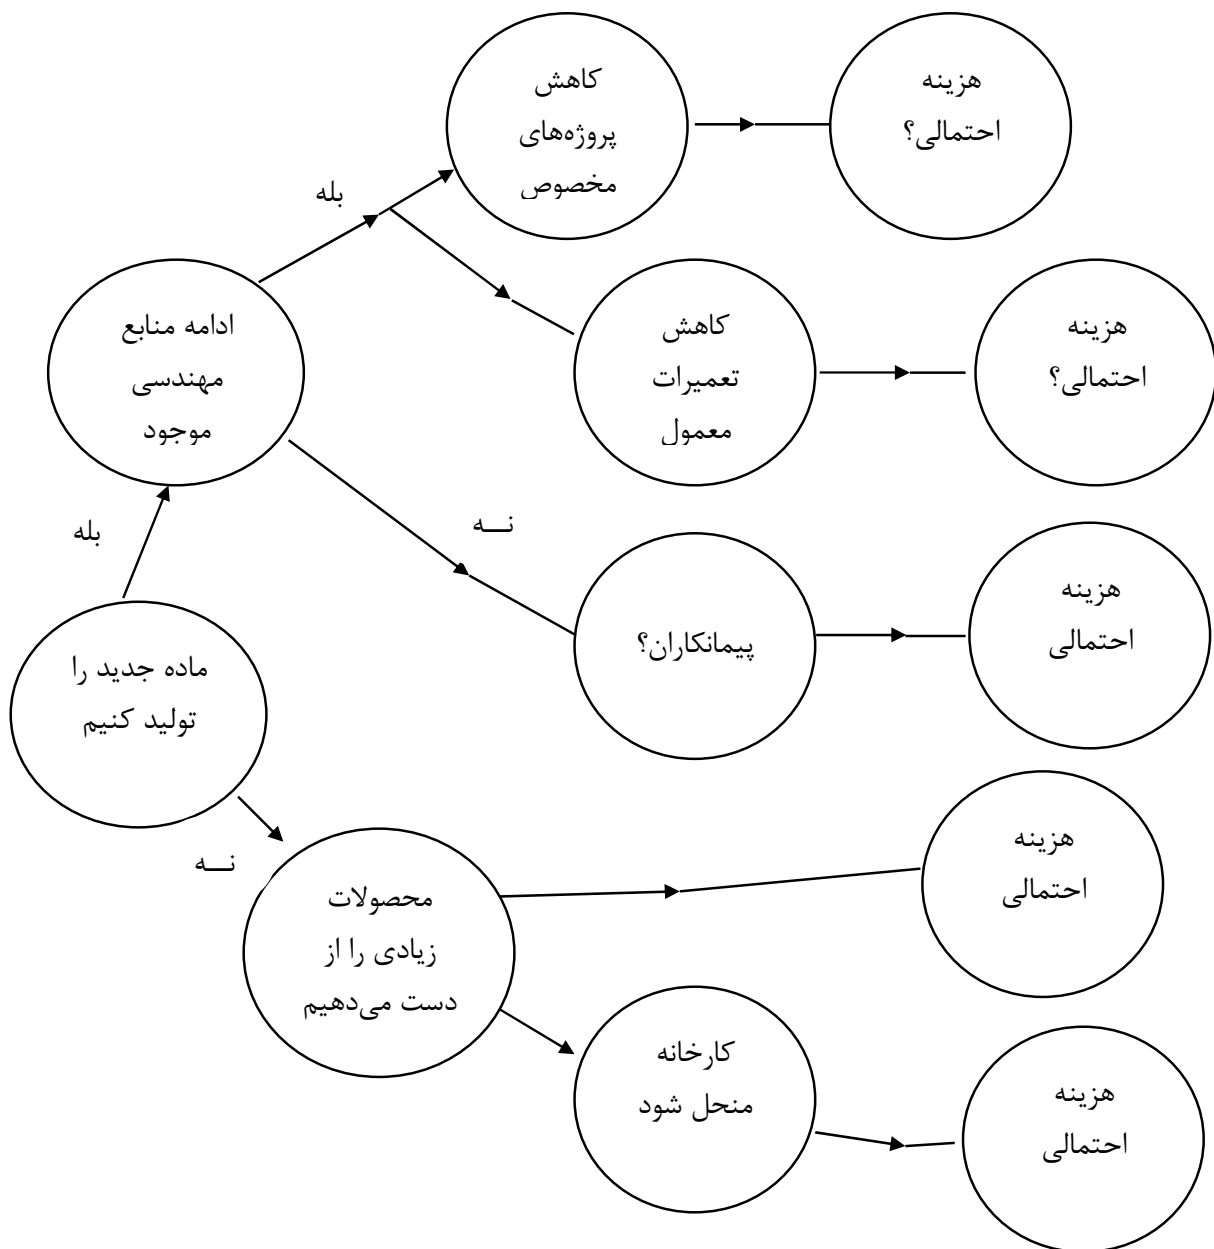 کاهش
پروژه‌های
مخصوص
هزینه
احتمالی؟
بله
ادامه منابع
مهندسی
موجود
کاهش
تعمیرات
معمول
هزینه
احتمالی؟
بله
نــه
پیمانکاران؟
هزینه
احتمالی
ماده جدید را
تولید کنیم
نــه
محصولات
زیادی را از
دست می‌دهیم
هزینه
احتمالی
کارخانه
منحل شود
هزینه
احتمالی